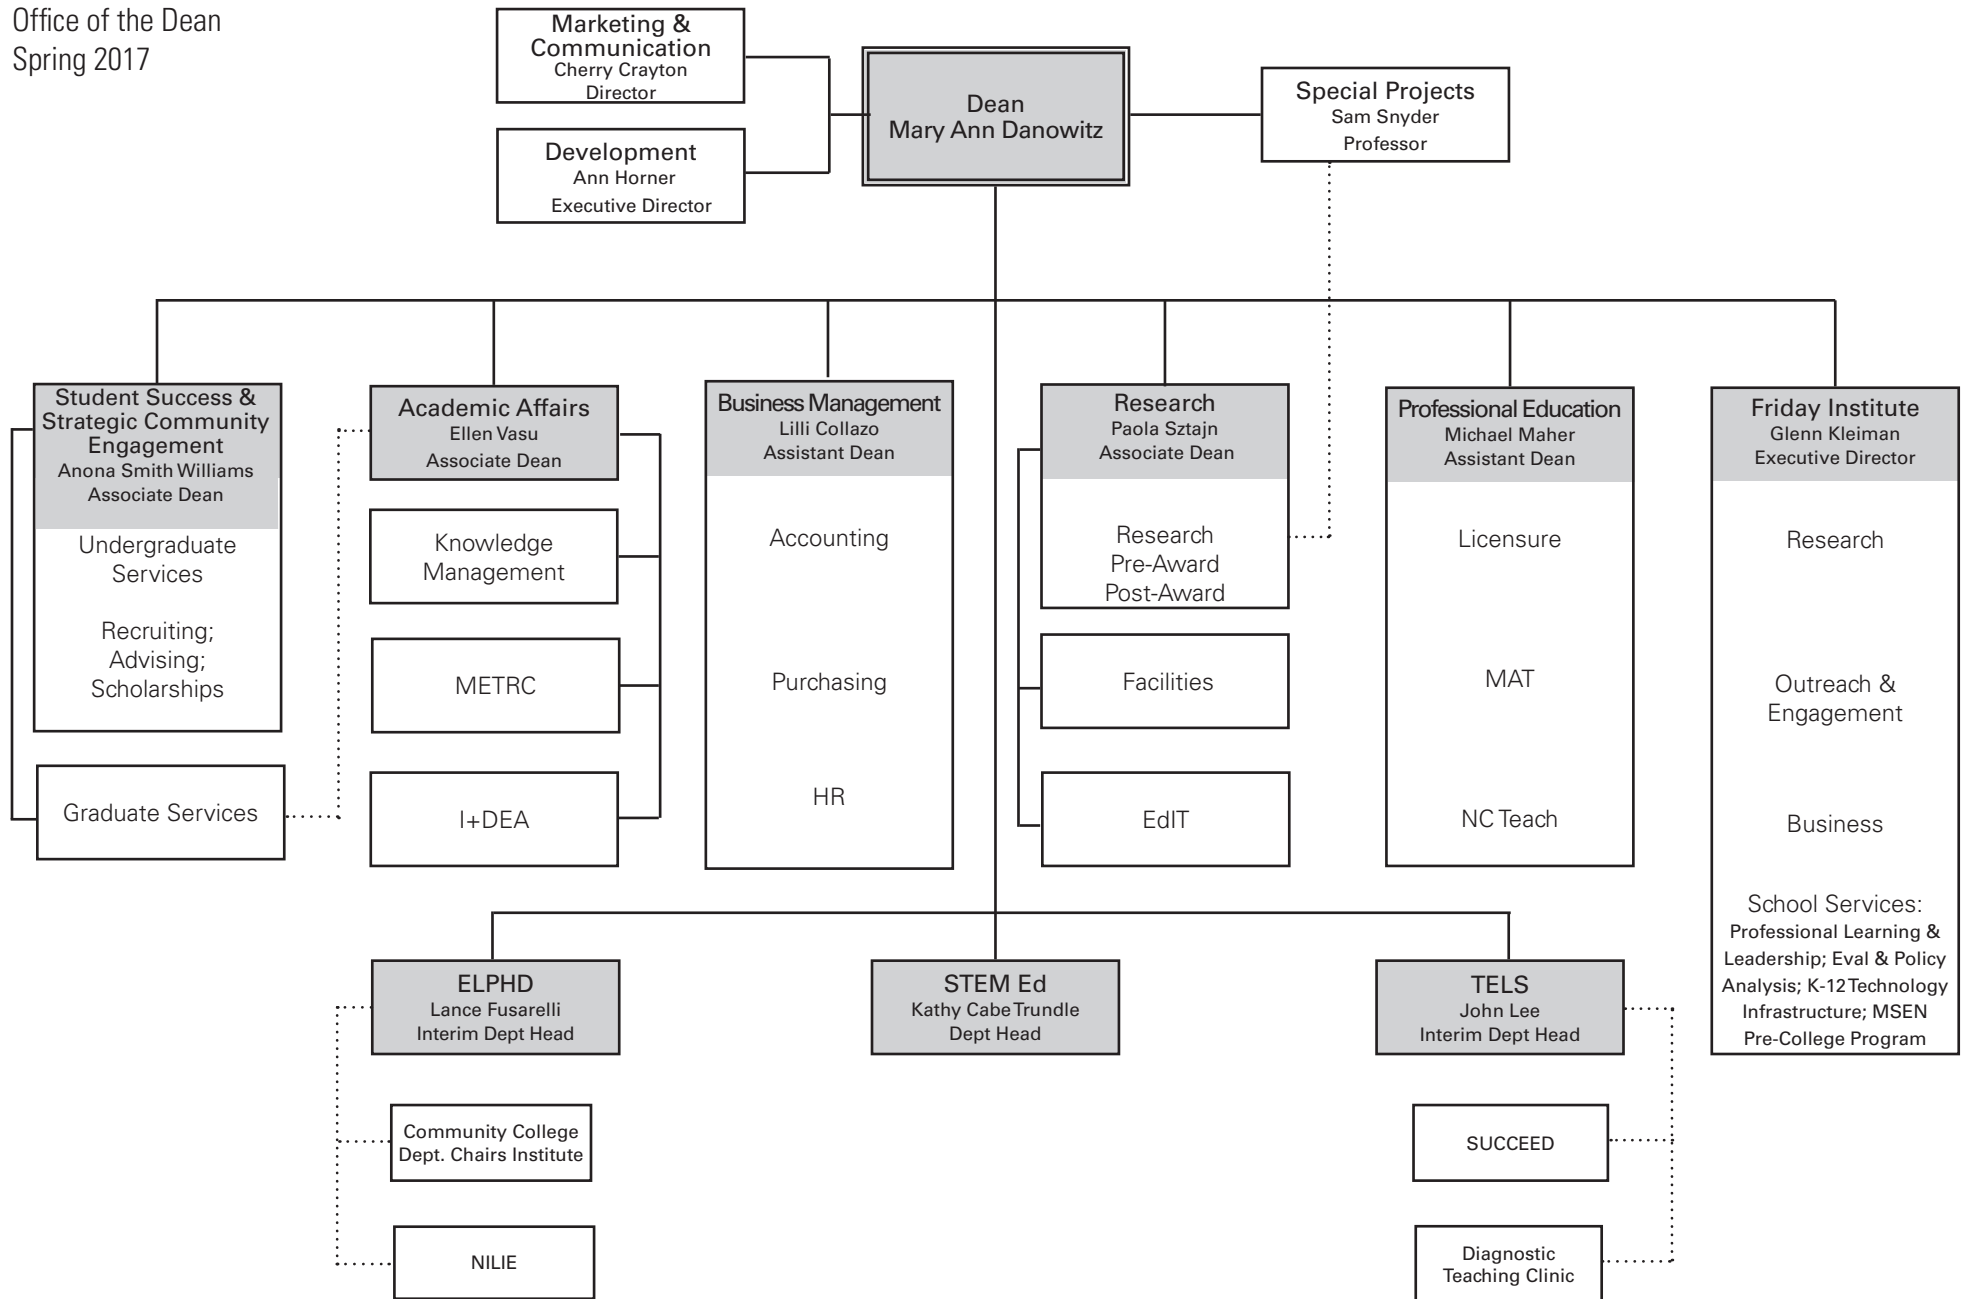 Office of the Dean
Spring 2017
Marketing &
Communication
Cherry Crayton
Director
Development
Ann Horner
Executive Director
Dean
Mary Ann Danowitz
Special Projects
Sam Snyder
Professor
Student Success &
Strategic Community
Engagement
Anona Smith Williams
Associate Dean
Undergraduate
Services
Recruiting;
Advising;
Scholarships
Graduate Services
Academic Affairs
Ellen Vasu
Associate Dean
Knowledge
Management
METRC
I+DEA
Business Management
Lilli Collazo
Assistant Dean
Accounting
Purchasing
HR
Research
Paola Sztajn
Associate Dean
Research
Pre-Award
Post-Award
Facilities
EdIT
Professional Education
Michael Maher
Assistant Dean
Licensure
MAT
NC Teach
Friday Institute
Glenn Kleiman
Executive Director
Research
Outreach &
Engagement
Business
School Services:
Professional Learning &
Leadership; Eval & Policy
Analysis; K-12 Technology
Infrastructure; MSEN
Pre-College Program
ELPHD
Lance Fusarelli
Interim Dept Head
Community College
Dept. Chairs Institute
NILIE
STEM Ed
Kathy Cabe Trundle
Dept Head
TELS
John Lee
Interim Dept Head
SUCCEED
Diagnostic
Teaching Clinic